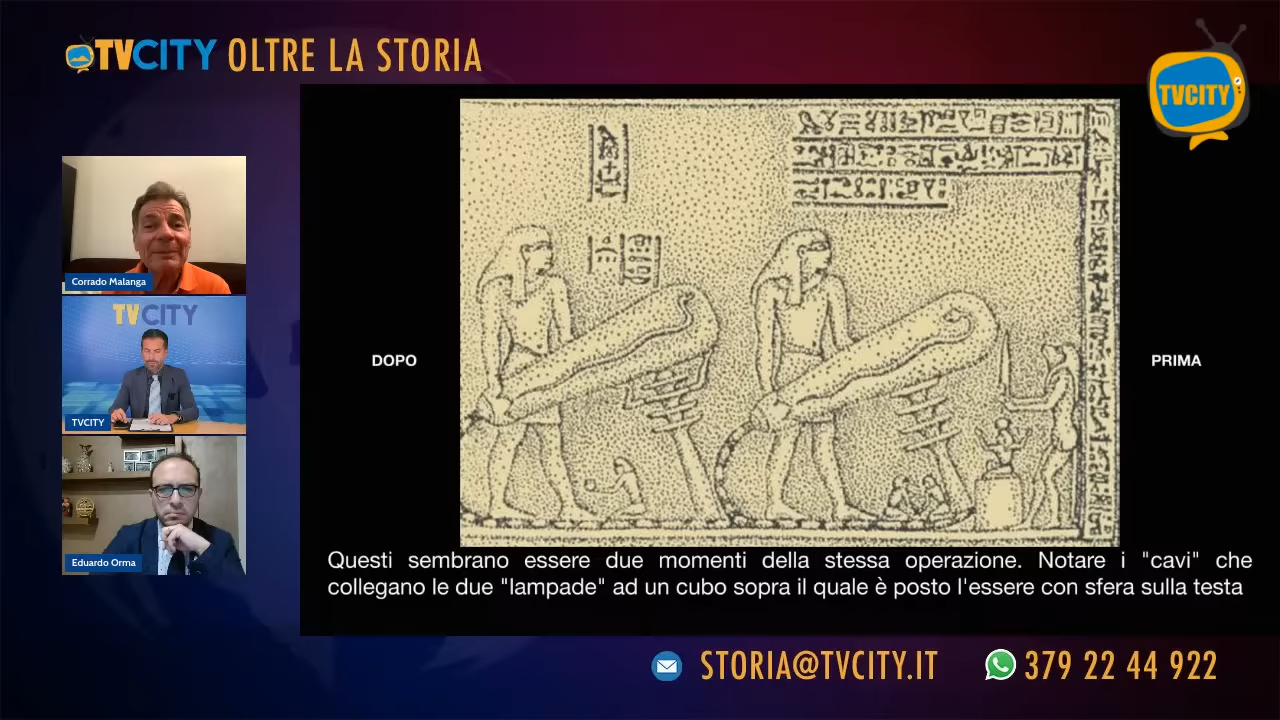 TVCITY OLTRE LA STORIA
TVCITY
Corrado Malanga
TVCITY
TVCITY
Eduardo Orma
DOPO
PRIMA
Questi sembrano essere due momenti della stessa operazione. Notare i "cavi" che
collegano le due "lampade" ad un cubo sopra il quale è posto l'essere con sfera sulla testa
STORIA@TVCITY.IT
379 22 44 922